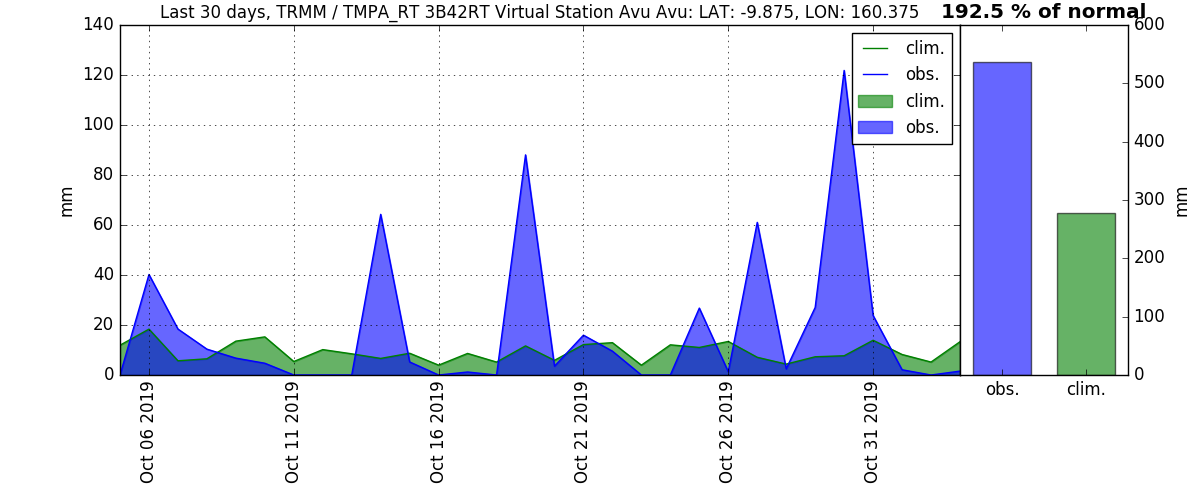 Last 30 days, TRMM / TMPA_RT 3B42RT Virtual Station Avu Avu: LAT: -9.875, LON: 160.375
192.5 % of normal
140
120
100
80
60
40
20
0
mm
clim.
obs.
clim.
obs.
Oct 06 2019
Oct 11 2019
Oct 16 2019
Oct 21 2019
Oct 26 2019
Oct 31 2019
600
500
400
300
200
100
0
mm
obs.
clim.